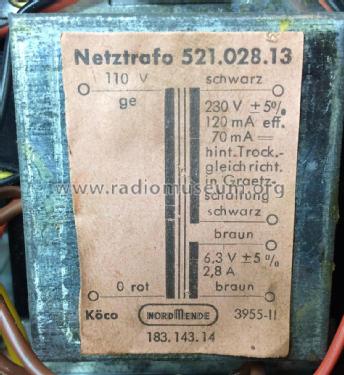 Netztrafo 521.028.13
110 V schwarz
ge
230 V ±5%
120 mA eff.
70 mA =
hint.Trock.-
gleichricht.
in Graetz-
schaltung
schwarz
www.radiomuseum.org
braun
6,3 V ±5%
2,8 A
0 rot braun
Köco NORDMENDE 3955-II
183.143.14